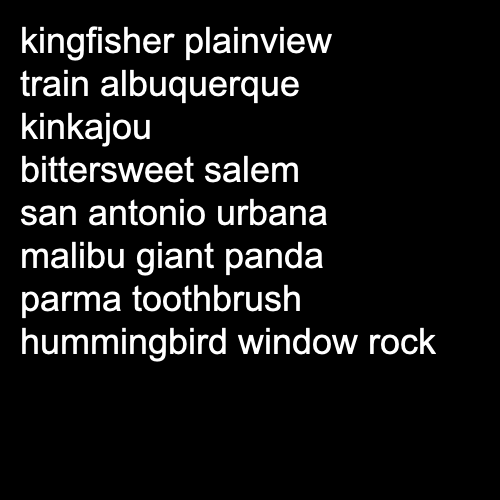 kingfisher plainview
train albuquerque
kinkajou
bittersweet salem
san antonio urbana
malibu giant panda
parma toothbrush
hummingbird window rock